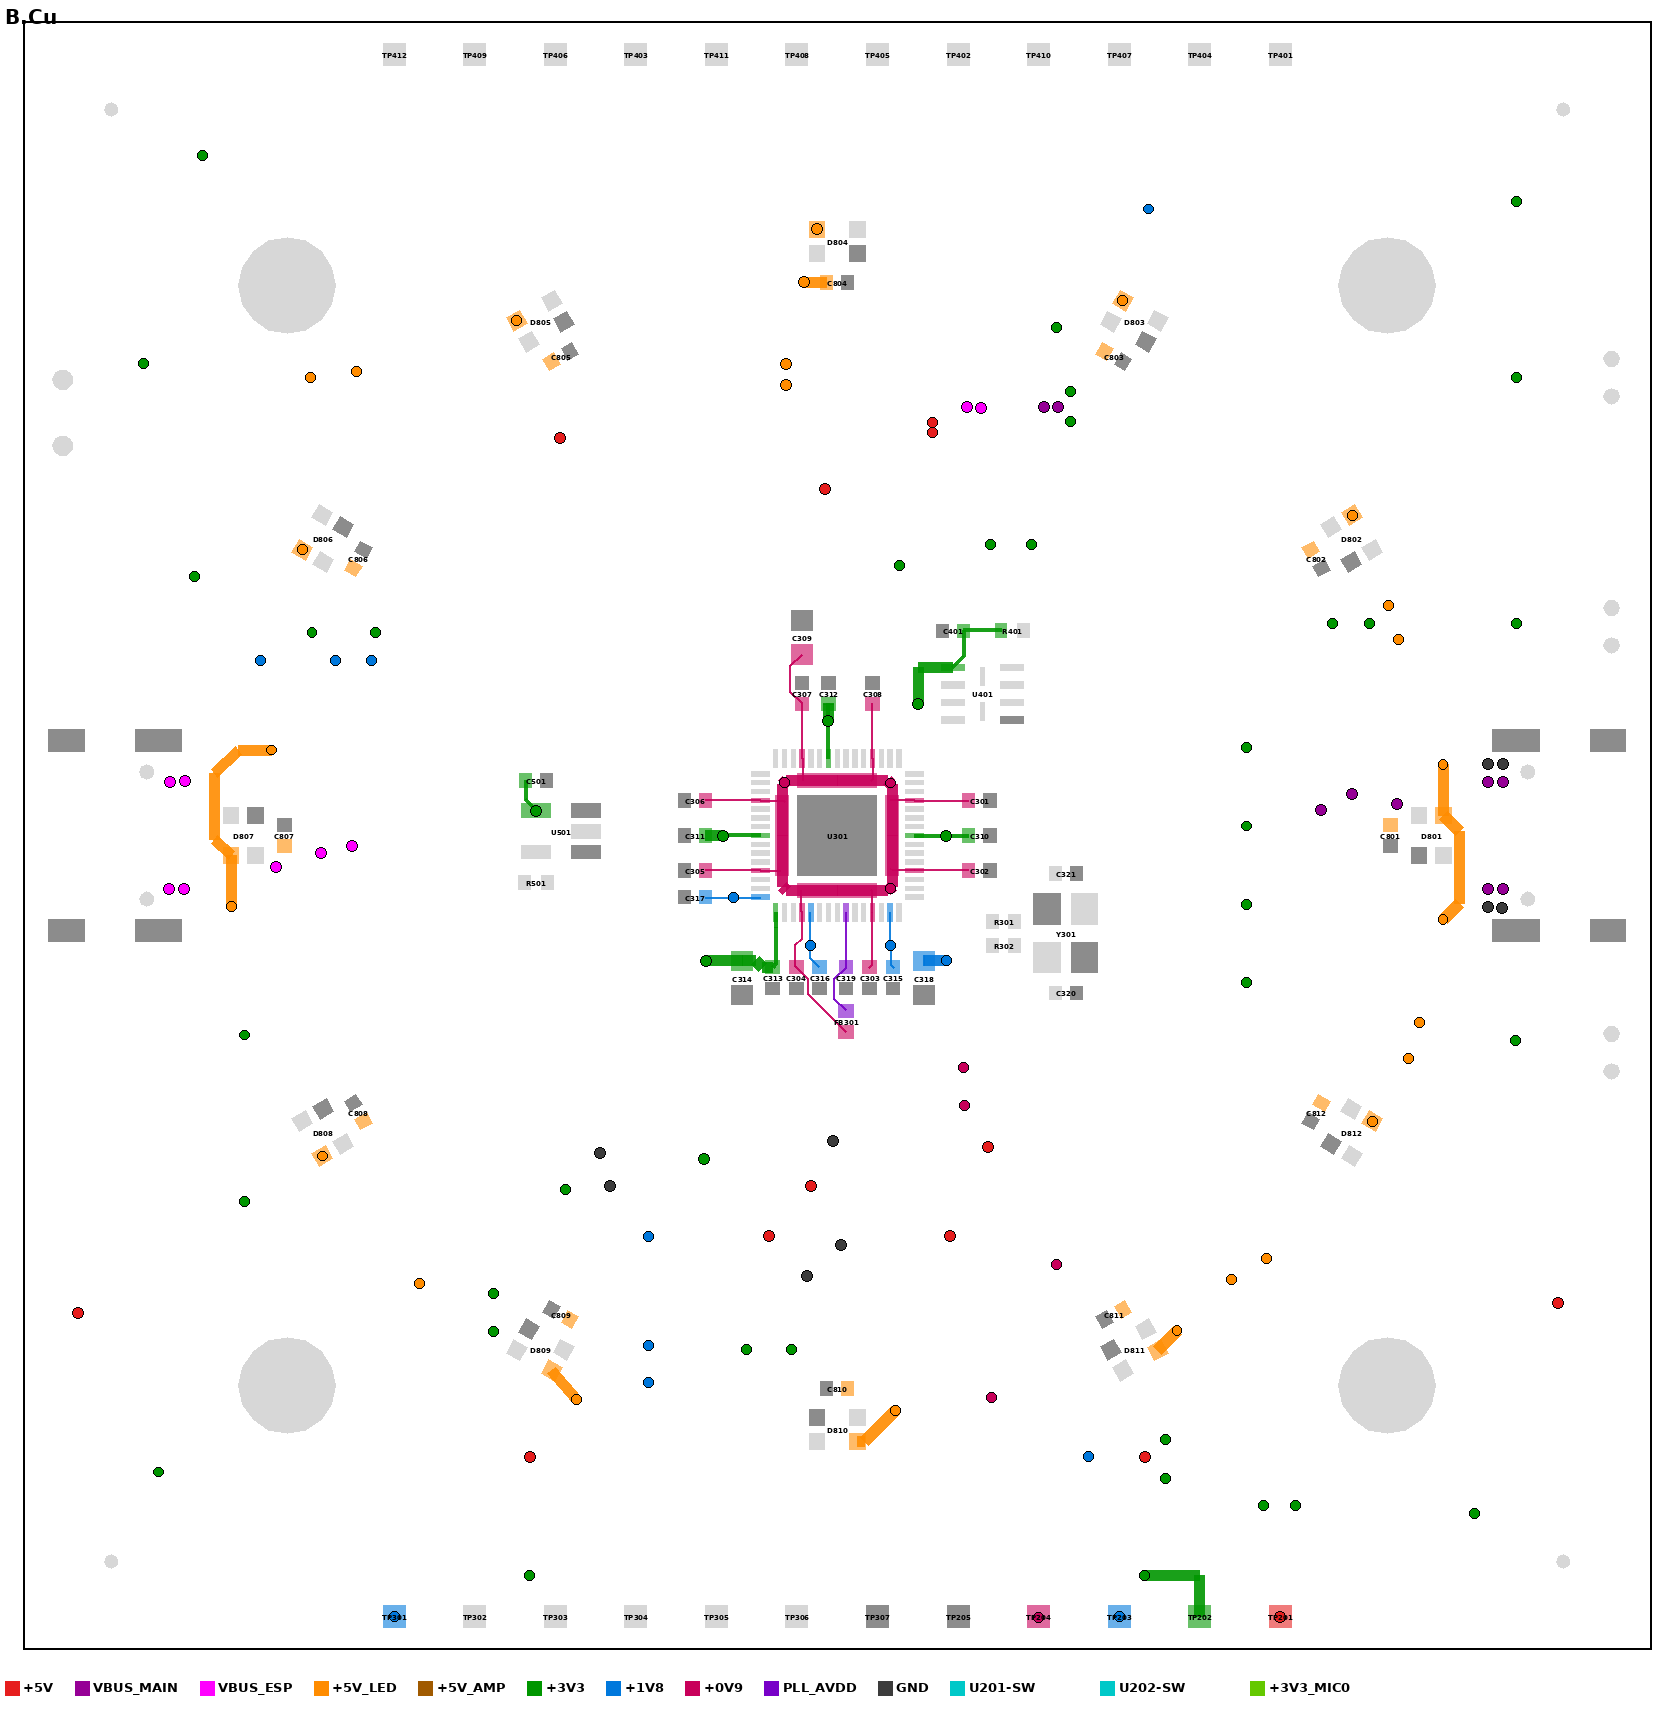 B.Cu
TP412 TP409 TP406 TP403 TP411 TP408 TP405 TP402 TP410 TP407 TP404 TP401
D804
C804
D805 D803
C805 C803
D806 D802
C806 C802
C401 R401
C309
C307 C312 C308 U401
C501
C306 C301
U501
D807 C807 C311 U301 C310 C801 D801
C305 C302
C321
R501
C317
R301
Y301
R302
C314 C313 C304 C316 C319 C303 C315 C318
C320
FB301
C808 C812
D808 D812
C809 C811
D809 D811
C810
D810
TP301 TP302 TP303 TP304 TP305 TP306 TP307 TP205 TP204 TP203 TP202 TP201
+5V VBUS_MAIN VBUS_ESP +5V_LED +5V_AMP +3V3 +1V8 +0V9 PLL_AVDD GND U201-SW U202-SW +3V3_MIC0